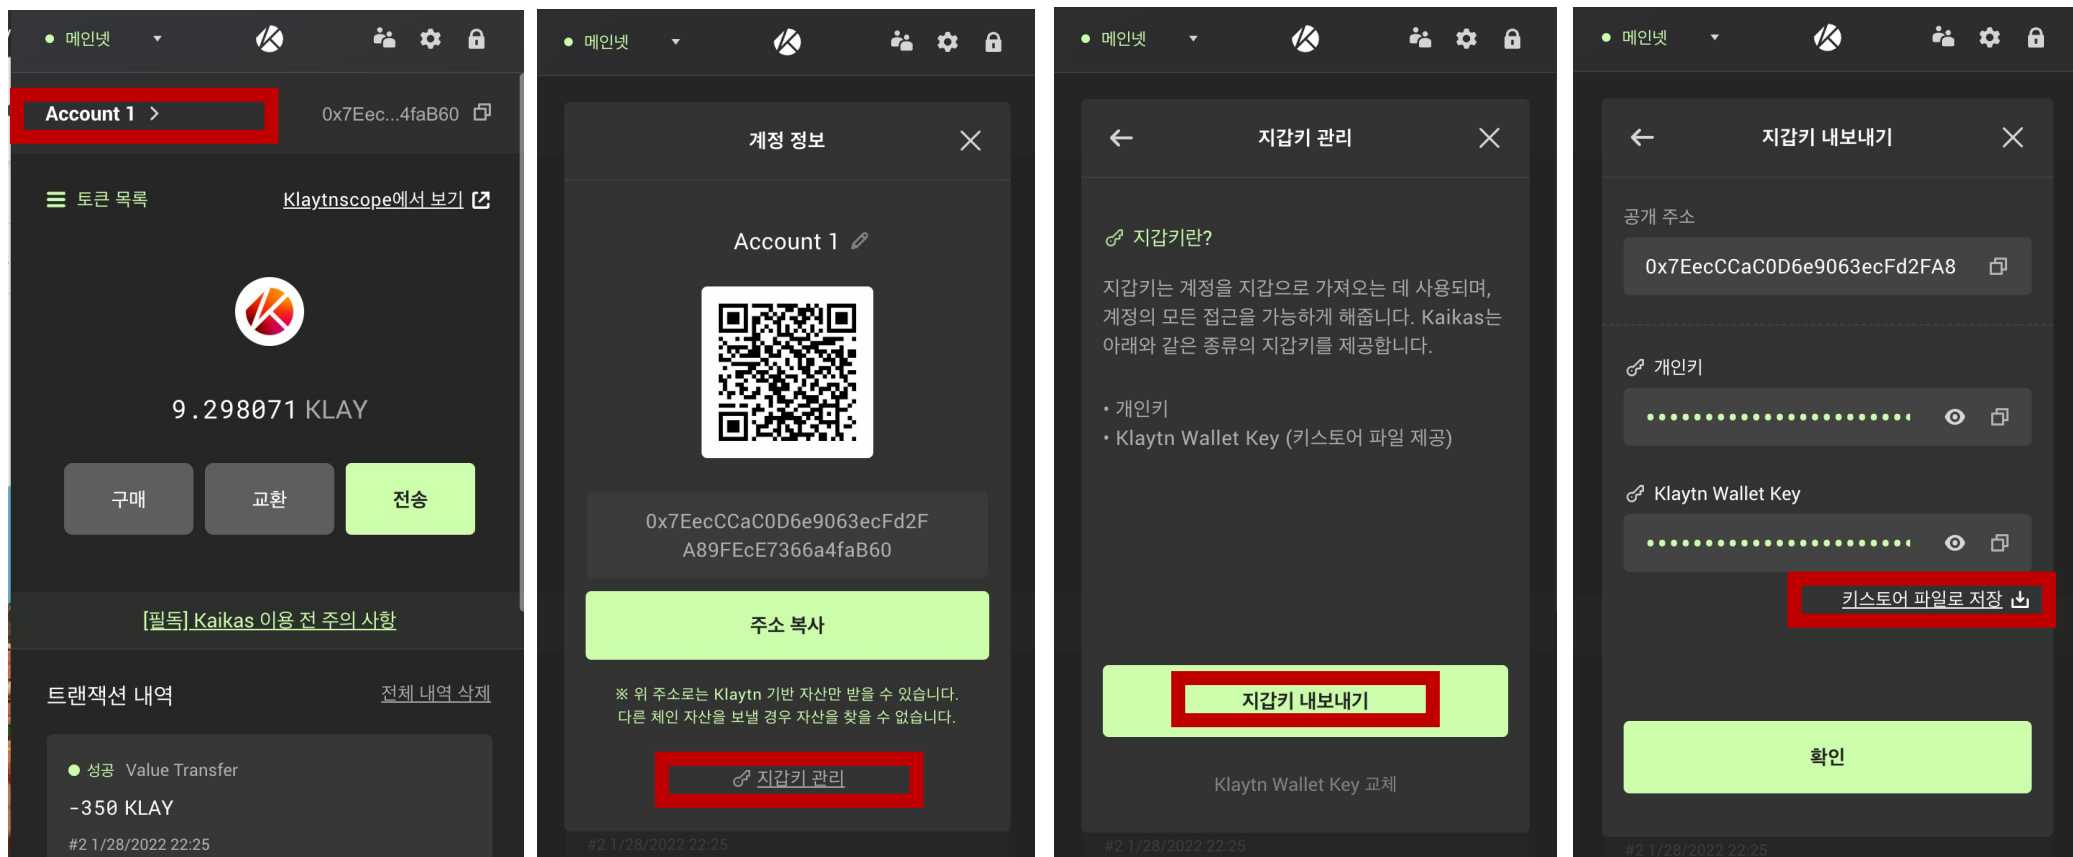 메인넷
Account 1 >
0x7Eec...4faB60
토큰 목록
Klaytnscope에서 보기
9.298071 KLAY
구매
교환
전송
[필독] Kaikas 이용 전 주의 사항
트랜잭션 내역
전체 내역 삭제
성공 Value Transfer
-350 KLAY
#2 1/28/2022 22:25
메인넷
계정 정보
Account 1
0x7EecCCaC0D6e9063ecFd2F
A89FEcE7366a4faB60
주소 복사
※ 위 주소로는 Klaytn 기반 자산만 받을 수 있습니다.
다른 체인 자산을 보낼 경우 자산을 찾을 수 없습니다.
지갑키 관리
#2 1/28/2022 22:25
메인넷
지갑키 관리
지갑키란?
지갑키는 계정을 지갑으로 가져오는 데 사용되며,
계정의 모든 접근을 가능하게 해줍니다. Kaikas는
아래와 같은 종류의 지갑키를 제공합니다.
• 개인키
• Klaytn Wallet Key (키스토어 파일 제공)
지갑키 내보내기
Klaytn Wallet Key 교체
#2 1/28/2022 22:25
메인넷
지갑키 내보내기
공개 주소
0x7EecCCaC0D6e9063ecFd2FA8
개인키
Klaytn Wallet Key
키스토어 파일로 저장
확인
#2 1/28/2022 22:25